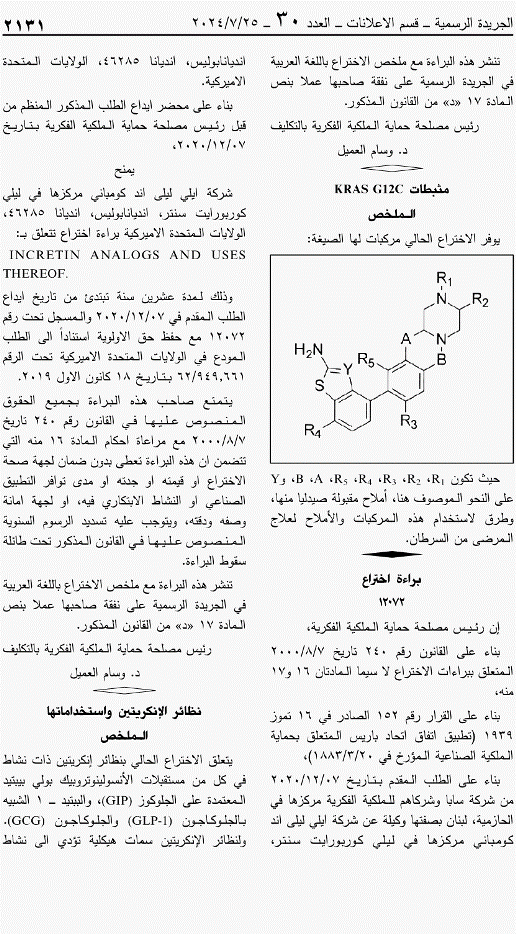 الجريدة الرسمية ـ قسم الاعلانات ـ العدد ٣٠ ـ ٢٠٢٤/٧/٢٥
٢١٣١
تنشر هذه البراءة مع ملخص الاختراع باللغة العربية
في الجريدة الرسمية على نفقة صاحبها عملا بنص
المادة ١٧ «د» من القانون المذكور.
رئيس مصلحة حماية الملكية الفكرية بالتكليف
د. وسام العميل
مثبطات KRAS G12C
الملخص
يوفر الاختراع الحالي مركبات لها الصيغة:
R₁
N
R₂
A
N
H₂N
R₅
B
Y
S
R₄
R₃
حيث تكون R₁، R₂، R₃، R₄، R₅، A، B، وY
على النحو الموصوف هنا، أملاح مقبولة صيدليا منها،
وطرق لاستخدام هذه المركبات والأملاح لعلاج
المرضى من السرطان.
براءة اختراع
١٢٠٧٢
إن رئيس مصلحة حماية الملكية الفكرية،
بناء على القانون رقم ٢٤٠ تاريخ ٢٠٠٠/٨/٧
المتعلق ببراءات الاختراع لا سيما المادتان ١٦ و١٧
منه،
بناء على القرار رقم ١٥٢ الصادر في ١٦ تموز
١٩٣٩ (تطبيق اتفاق اتحاد باريس المتعلق بحماية
الملكية الصناعية المؤرخ في ١٨٨٣/٣/٢٠)،
بناء على الطلب المقدم بتاريخ ٢٠٢٠/١٢/٠٧
من شركة سابا وشركاهم للملكية الفكرية مركزها في
الحازمية، لبنان بصفتها وكيلة عن شركة ايلي ليلى اند
كومباني مركزها في ليلي كوربورايت سنتر،
انديانابوليس، انديانا ٤٦٢٨٥، الولايات المتحدة
الاميركية.
بناء على محضر ايداع الطلب المذكور المنظم من
قبل رئيس مصلحة حماية الملكية الفكرية بتاريخ
٢٠٢٠/١٢/٠٧،
يمنح
شركة ايلي ليلى اند كومباني مركزها في ليلي
كوربورايت سنتر، انديانابوليس، انديانا ٤٦٢٨٥،
الولايات المتحدة الاميركية براءة اختراع تتعلق بـ:
INCRETIN ANALOGS AND USES
THEREOF.
وذلك لمدة عشرين سنة تبتدئ من تاريخ ايداع
الطلب المقدم في ٢٠٢٠/١٢/٠٧ والمسجل تحت رقم
١٢٠٧٢ مع حفظ حق الاولوية استناداً الى الطلب
المودع في الولايات المتحدة الاميركية تحت الرقم
٦٢/٩٤٩,٦٦١ بتاريخ ١٨ كانون الاول ٢٠١٩.
يتمتع صاحب هذه البراءة بجميع الحقوق
المنصوص عليها في القانون رقم ٢٤٠ تاريخ
٢٠٠٠/٨/٧ مع مراعاة احكام المادة ١٦ منه التي
تتضمن ان هذه البراءة تعطى بدون ضمان لجهة صحة
الاختراع او قيمته او جدته او مدى توافر التطبيق
الصناعي او النشاط الابتكاري فيه، او لجهة امانة
وصفه ودقته، ويتوجب عليه تسديد الرسوم السنوية
المنصوص عليها في القانون المذكور تحت طائلة
سقوط البراءة.
تنشر هذه البراءة مع ملخص الاختراع باللغة العربية
في الجريدة الرسمية على نفقة صاحبها عملا بنص
المادة ١٧ «د» من القانون المذكور.
رئيس مصلحة حماية الملكية الفكرية بالتكليف
د. وسام العميل
نظائر الإنكريتين واستخداماتها
الملخص
يتعلق الاختراع الحالي بنظائر إنكريتين ذات نشاط
في كل من مستقبلات الأنسولينوتروبيك بولي بيبتيد
المعتمدة على الجلوكوز (GIP)، والببتيد ـ ١ الشبيه
بالجلوكاجون (GLP-1) والجلوكاجون (GCG).
ولنظائر الإنكريتين سمات هيكلية تؤدي الى نشاط